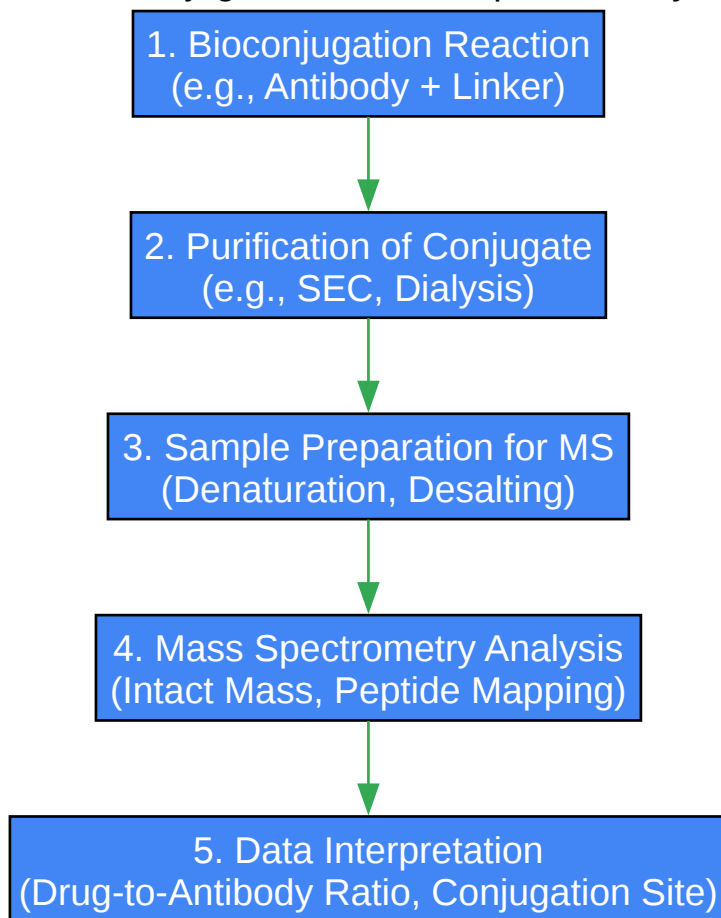 1. Bioconjugation Reaction
(e.g., Antibody + Linker)
2. Purification of Conjugate
(e.g., SEC, Dialysis)
3. Sample Preparation for MS
(Denaturation, Desalting)
4. Mass Spectrometry Analysis
(Intact Mass, Peptide Mapping)
5. Data Interpretation
(Drug-to-Antibody Ratio, Conjugation Site)